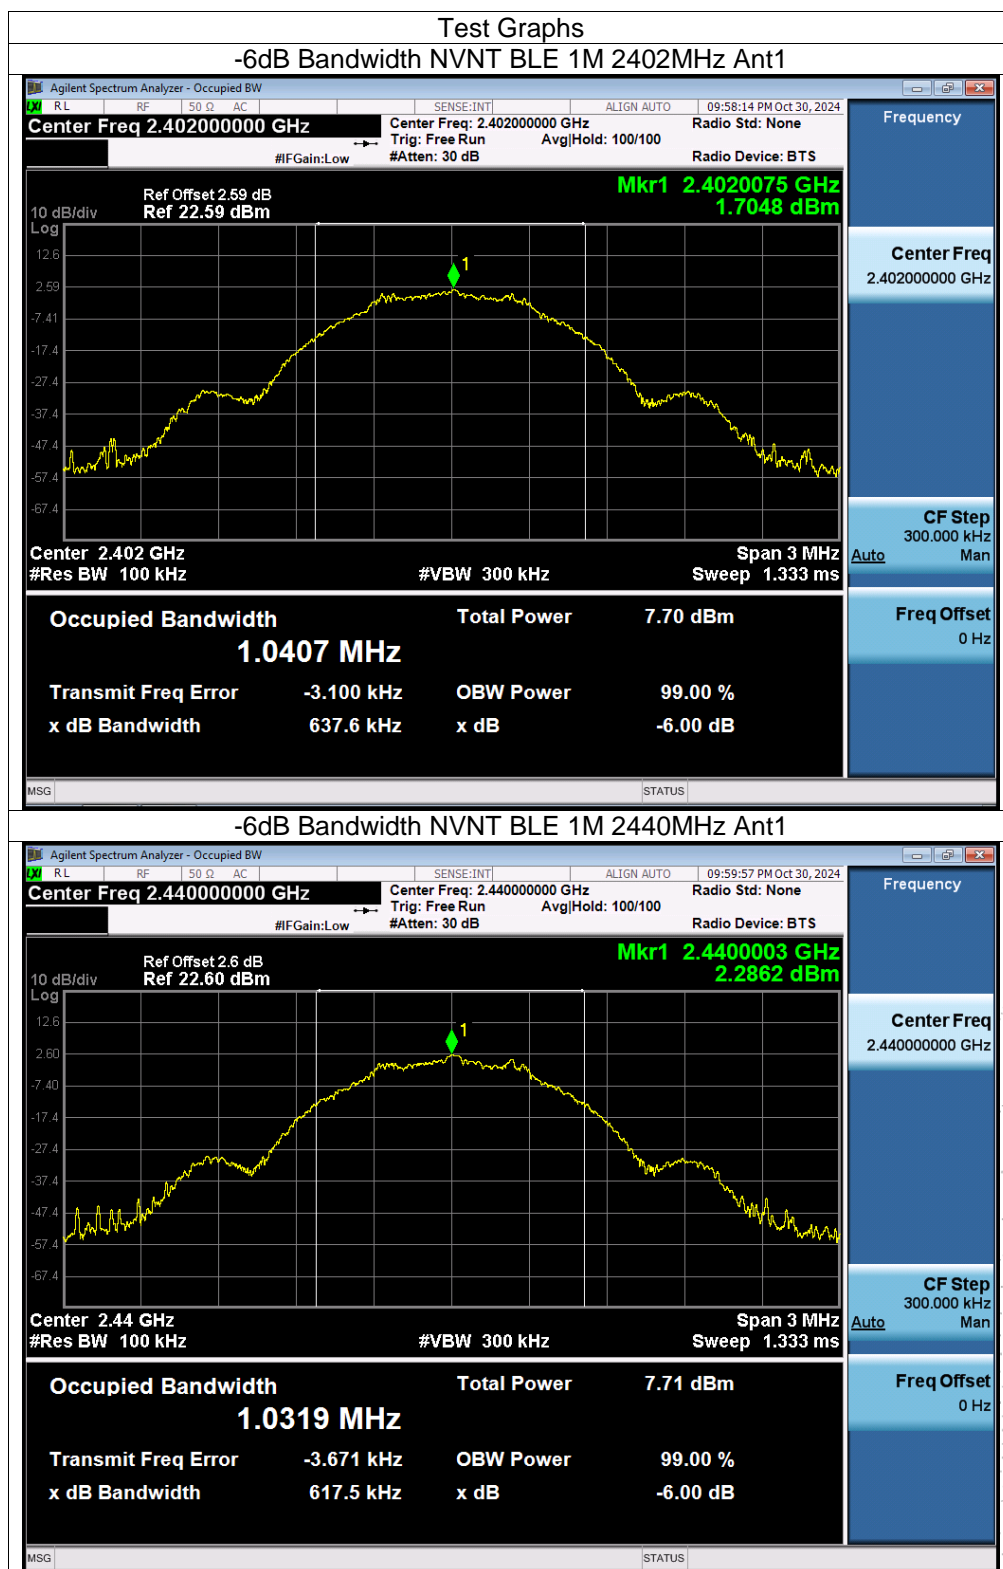 Test Graphs
-6dB Bandwidth NVNT BLE 1M 2402MHz Ant1
Agilent Spectrum Analyzer - Occupied BW
LXI RL RF 50 Ω AC SENSE:INT ALIGN AUTO 09:58:14 PM Oct 30, 2024
Center Freq 2.402000000 GHz
Center Freq: 2.402000000 GHz
Radio Std: None
Trig: Free Run Avg|Hold: 100/100
#IFGain:Low #Atten: 30 dB Radio Device: BTS
Frequency
Mkr1 2.4020075 GHz
1.7048 dBm
Ref Offset 2.59 dB
10 dB/div Ref 22.59 dBm
Log
12.6
2.59
-7.41
-17.4
-27.4
-37.4
-47.4
-57.4
-67.4
1
Center Freq
2.402000000 GHz
Center 2.402 GHz Span 3 MHz
#Res BW 100 kHz #VBW 300 kHz Sweep 1.333 ms
CF Step
300.000 kHz
Auto Man
Occupied Bandwidth Total Power 7.70 dBm
1.0407 MHz
Transmit Freq Error -3.100 kHz OBW Power 99.00 %
x dB Bandwidth 637.6 kHz x dB -6.00 dB
Freq Offset
0 Hz
MSG STATUS
-6dB Bandwidth NVNT BLE 1M 2440MHz Ant1
Agilent Spectrum Analyzer - Occupied BW
LXI RL RF 50 Ω AC SENSE:INT ALIGN AUTO 09:59:57 PM Oct 30, 2024
Center Freq 2.440000000 GHz
Center Freq: 2.440000000 GHz
Radio Std: None
Trig: Free Run Avg|Hold: 100/100
#IFGain:Low #Atten: 30 dB Radio Device: BTS
Frequency
Mkr1 2.4400003 GHz
2.2862 dBm
Ref Offset 2.6 dB
10 dB/div Ref 22.60 dBm
Log
12.6
2.60
-7.40
-17.4
-27.4
-37.4
-47.4
-57.4
-67.4
1
Center Freq
2.440000000 GHz
Center 2.44 GHz Span 3 MHz
#Res BW 100 kHz #VBW 300 kHz Sweep 1.333 ms
CF Step
300.000 kHz
Auto Man
Occupied Bandwidth Total Power 7.71 dBm
1.0319 MHz
Transmit Freq Error -3.671 kHz OBW Power 99.00 %
x dB Bandwidth 617.5 kHz x dB -6.00 dB
Freq Offset
0 Hz
MSG STATUS